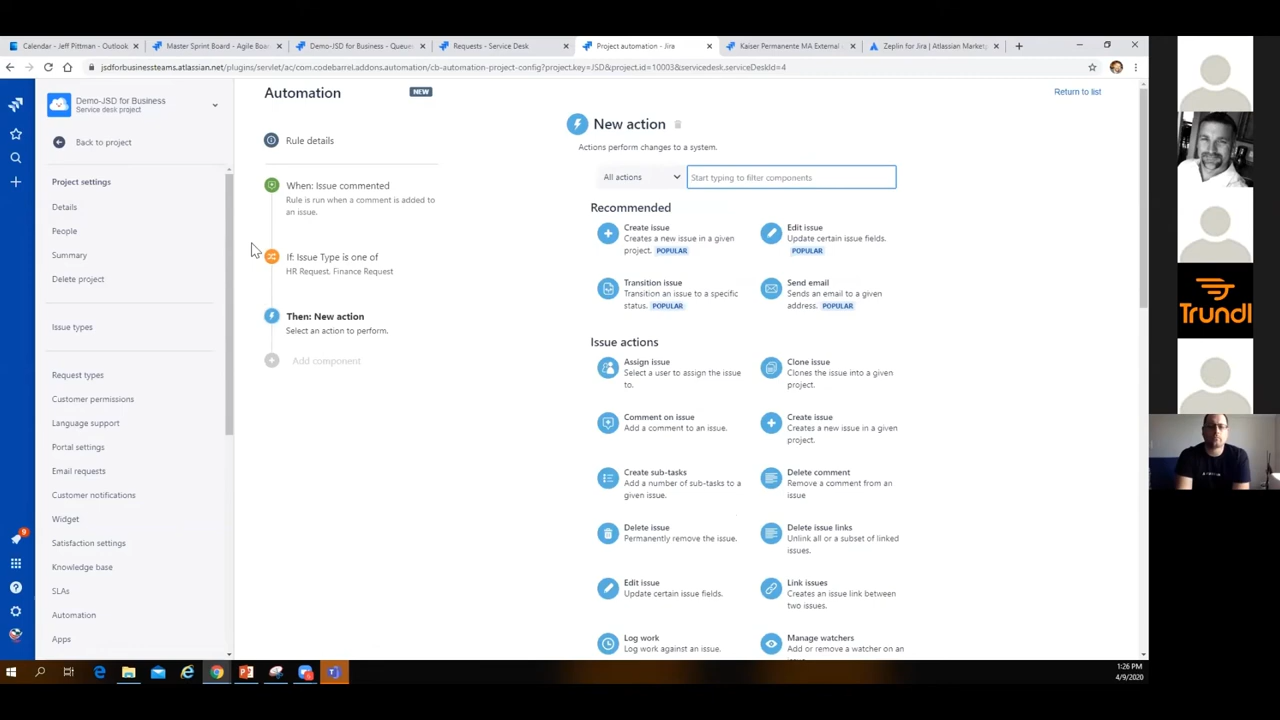 Calendar - Jeff Pittman - Outlook
Master Sprint Board - Agile Boa
Demo-JSD for Business - Queue
Requests - Service Desk
Project automation - Jira
Kaiser Permanente MA External
Zeplin for Jira | Atlassian Market
jsdforbusinessteams.atlassian.net/plugins/servlet/ac/com.codebarrel.addons.automation/cb-automation-project-config?project.key=JSD&project.id=10003&servicedesk.serviceDeskId=4
Demo-JSD for Business
Service desk project
Back to project
Project settings
Details
People
Summary
Delete project
Issue types
Request types
Customer permissions
Language support
Portal settings
Email requests
Customer notifications
Widget
Satisfaction settings
Knowledge base
SLAs
Automation
Apps
9
Automation
NEW
Rule details
When: Issue commented
Rule is run when a comment is added to
an issue.
If: Issue Type is one of
HR Request, Finance Request
Then: New action
Select an action to perform.
Add component
Return to list
New action
Actions perform changes to a system.
All actions
Start typing to filter components
Recommended
Create issue
Creates a new issue in a given
project. POPULAR
Edit issue
Update certain issue fields.
POPULAR
Transition issue
Transition an issue to a specific
status. POPULAR
Send email
Sends an email to a given
address. POPULAR
Issue actions
Assign issue
Select a user to assign the issue
to.
Clone issue
Clones the issue into a given
project.
Comment on issue
Add a comment to an issue.
Create issue
Creates a new issue in a given
project.
Create sub-tasks
Add a number of sub-tasks to a
given issue.
Delete comment
Remove a comment from an
issue
Delete issue
Permanently remove the issue.
Delete issue links
Unlink all or a subset of linked
issues.
Edit issue
Update certain issue fields.
Link issues
Creates an issue link between
two issues.
Log work
Log work against an issue.
Manage watchers
Add or remove a watcher on an
Trundl
1:26 PM
4/9/2020